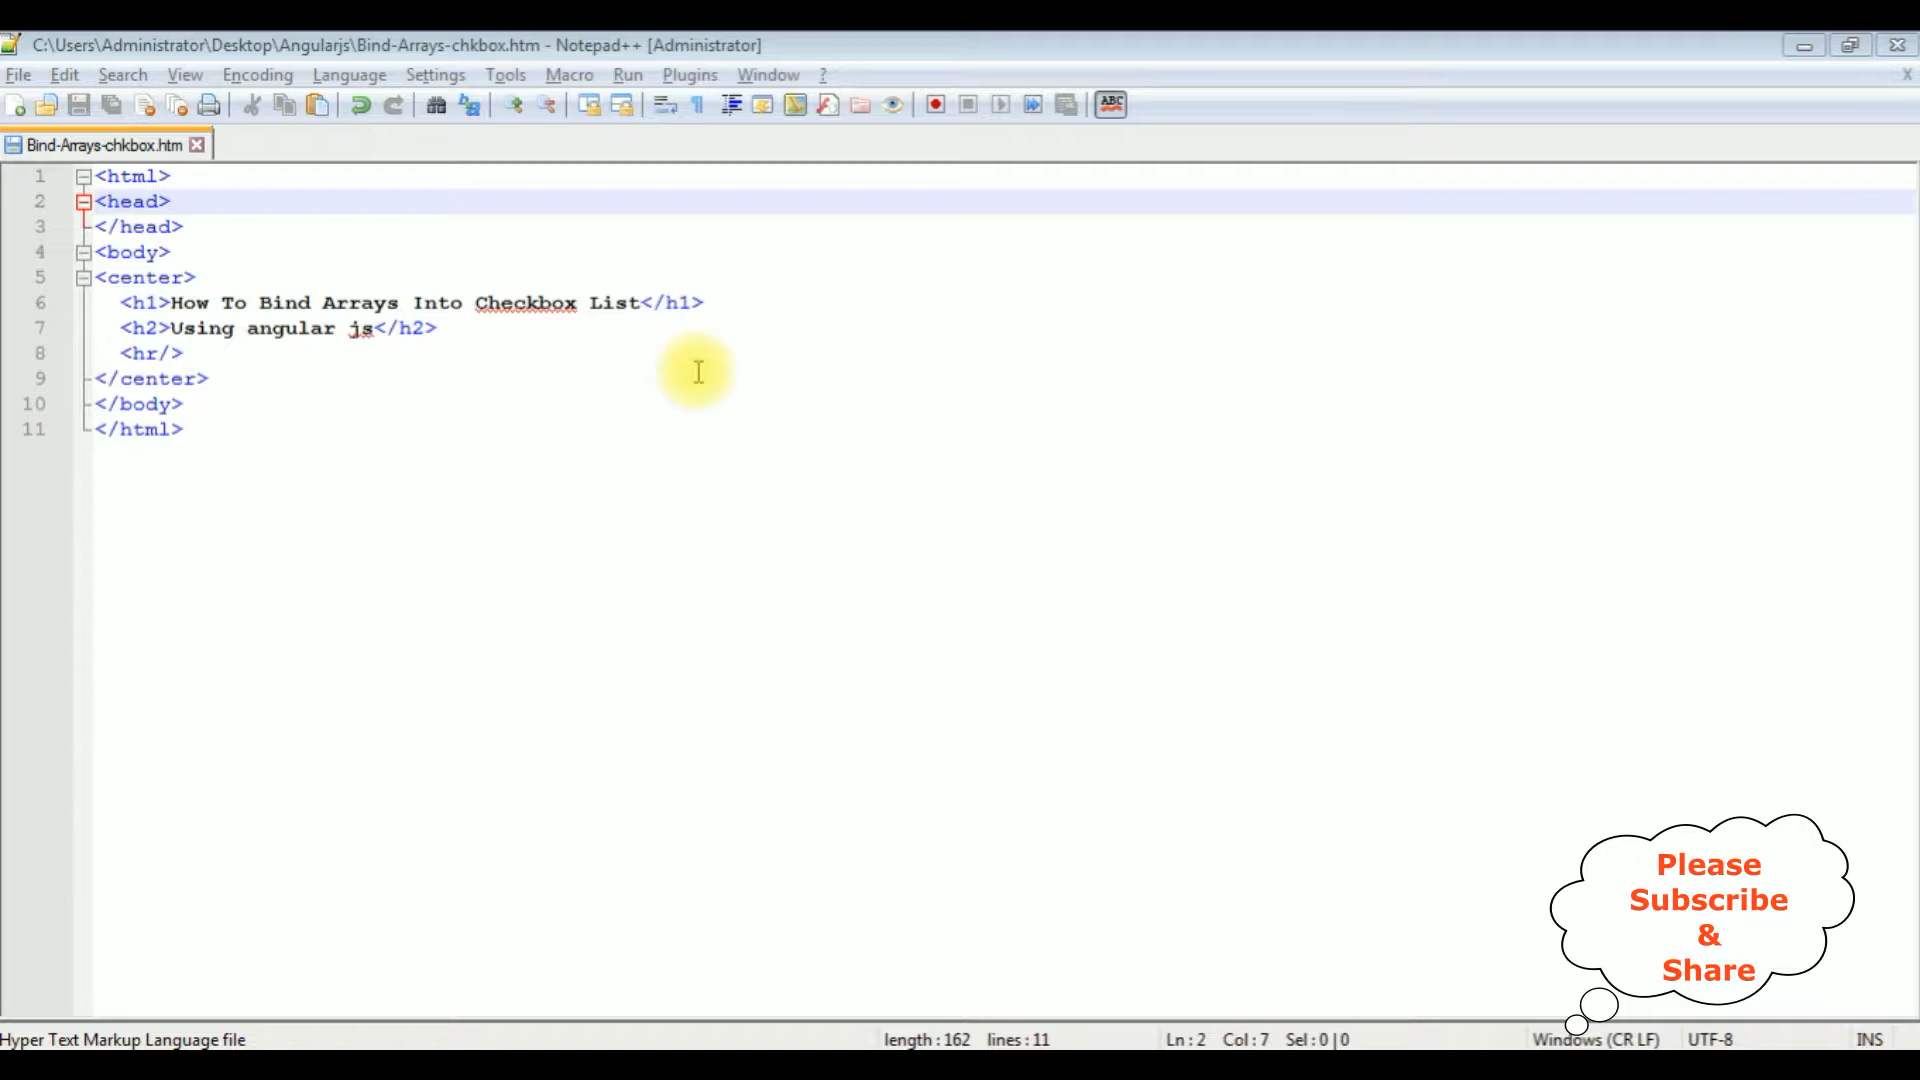 C:\Users\Administrator\Desktop\Angularjs\Bind-Arrays-chkbox.htm - Notepad++ [Administrator]
File Edit Search View Encoding Language Settings Tools Macro Run Plugins Window ? X
ABC
Bind-Arrays-chkbox.htm
1 <html>
2 <head>
3 </head>
4 <body>
5 <center>
6 <h1>How To Bind Arrays Into Checkbox List</h1>
7 <h2>Using angular js</h2>
8 <hr/>
9 </center>
10 </body>
11 </html>
Please
Subscribe
&
Share
Hyper Text Markup Language file length : 162 lines : 11 Ln : 2 Col : 7 Sel : 0 | 0 Windows (CR LF) UTF-8 INS